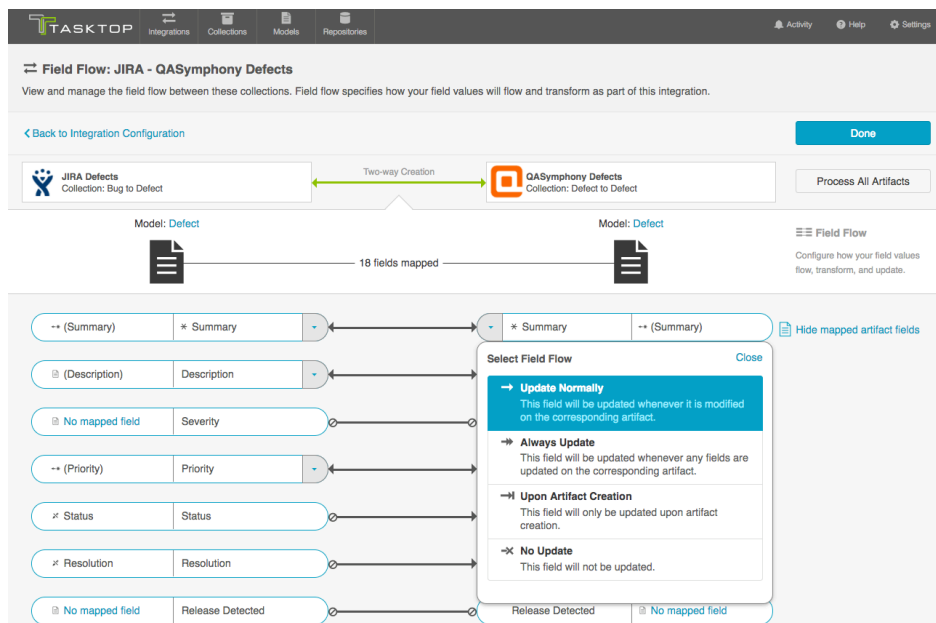 TASKTOP
Integrations
Collections
Models
Repositories
Activity
Help
Settings
Field Flow: JIRA - QASymphony Defects
View and manage the field flow between these collections. Field flow specifies how your field values will flow and transform as part of this integration.
Back to Integration Configuration
Done
JIRA Defects
Collection: Bug to Defect
Two-way Creation
QASymphony Defects
Collection: Defect to Defect
Process All Artifacts
Model: Defect
18 fields mapped
Model: Defect
Field Flow
Configure how your field values
flow, transform, and update.
(Summary)
* Summary
* Summary
(Summary)
Hide mapped artifact fields
(Description)
Description
No mapped field
Severity
(Priority)
Priority
Status
Status
Resolution
Resolution
No mapped field
Release Detected
Select Field Flow
Close
Update Normally
This field will be updated whenever it is modified
on the corresponding artifact.
Always Update
This field will be updated whenever any fields are
updated on the corresponding artifact.
Upon Artifact Creation
This field will only be updated upon artifact
creation.
No Update
This field will not be updated.
Release Detected
No mapped field